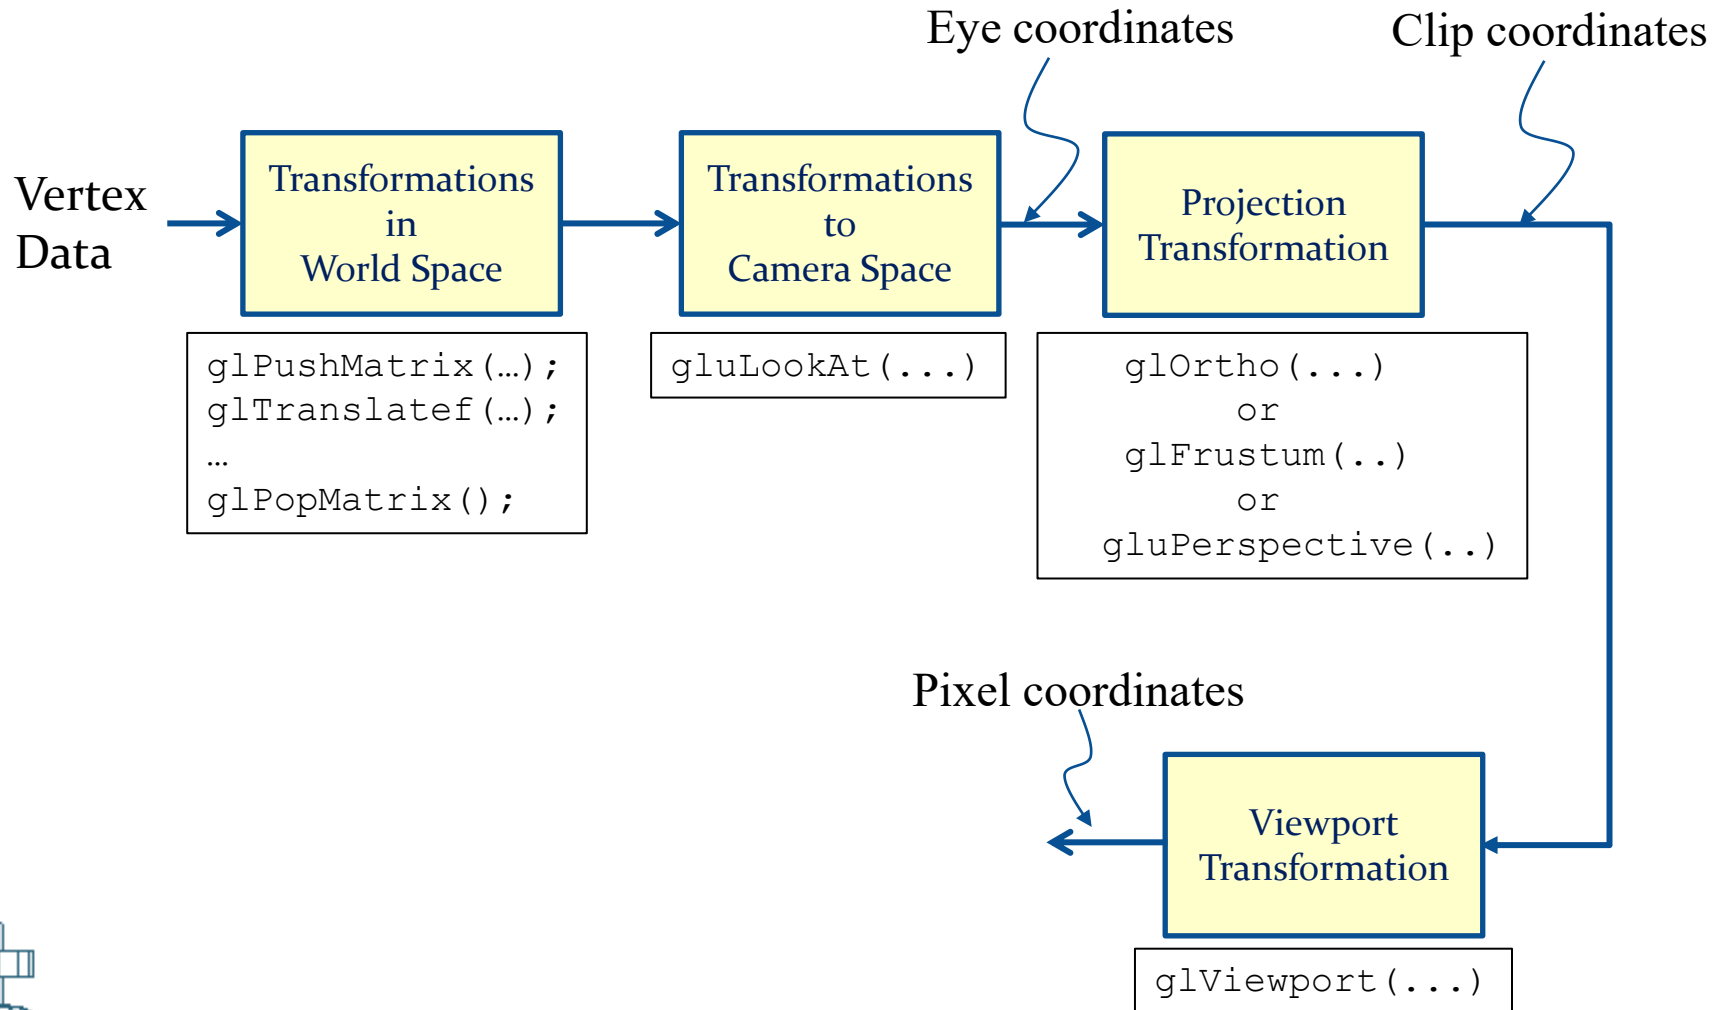 Eye coordinates
Clip coordinates
Vertex
Data
Transformations
in
World Space
Transformations
to
Camera Space
Projection
Transformation
glPushMatrix(…);
glTranslatef(…);
…
glPopMatrix();
gluLookAt(...)
glOrtho(...)
or
glFrustum(..)
or
gluPerspective(..)
Pixel coordinates
Viewport
Transformation
glViewport(...)